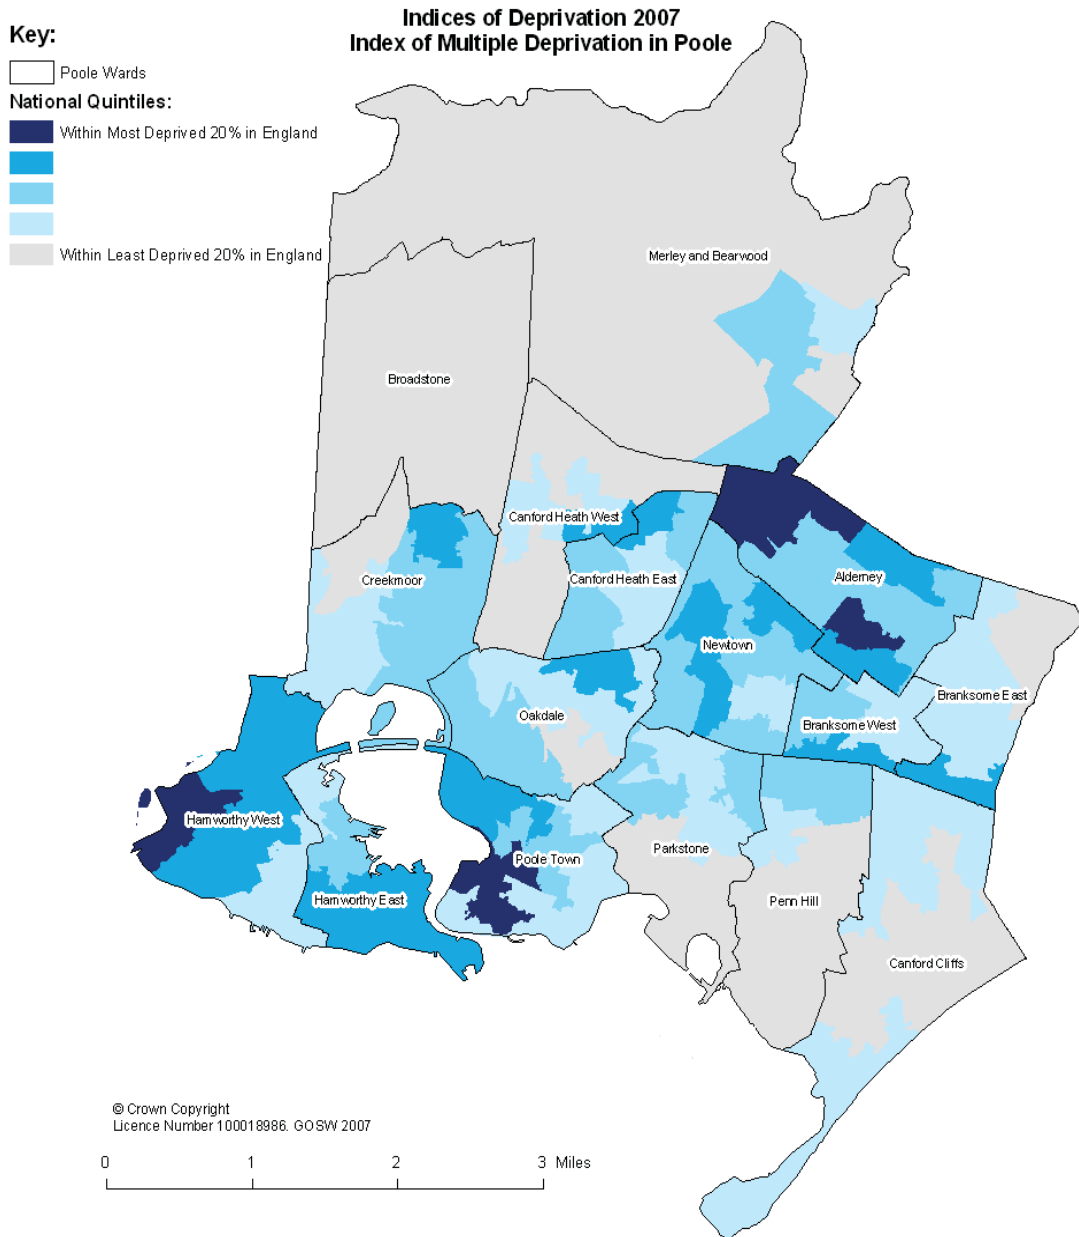 Indices of Deprivation 2007
Index of Multiple Deprivation in Poole
Key:
Poole Wards
National Quintiles:
Within Most Deprived 20% in England
Within Least Deprived 20% in England
Merley and Bearwood
Broadstone
Canford Heath West
Creekmoor
Canford Heath East
Alderney
Newtown
Branksome East
Oakdale
Branksome West
Hamworthy West
Poole Town
Parkstone
Hamworthy East
Penn Hill
Canford Cliffs
© Crown Copyright
Licence Number 100018986. GOSW 2007
0 1 2 3 Miles